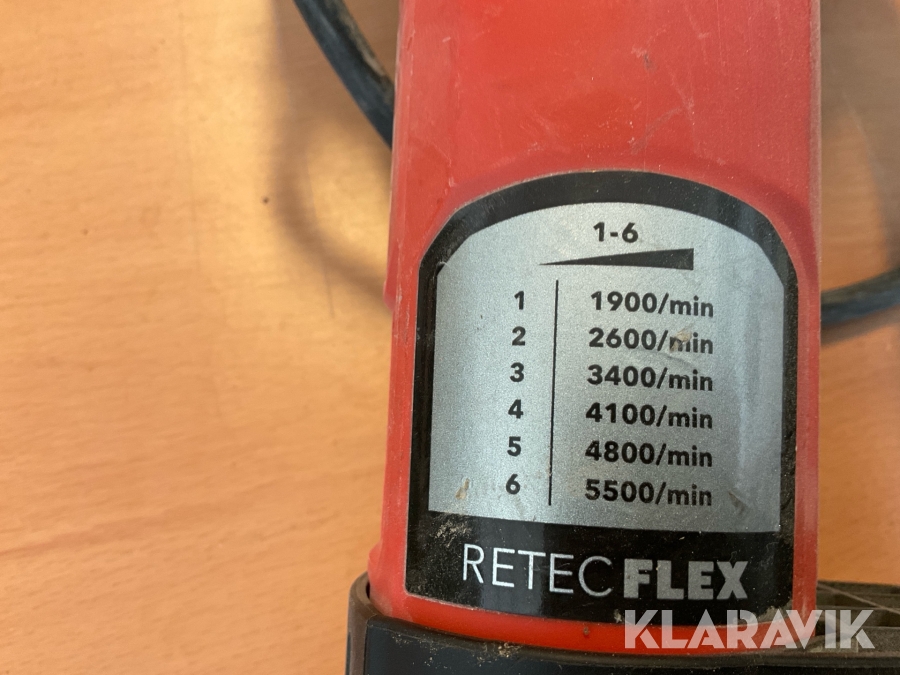 1-6
1 1900/min
2 2600/min
3 3400/min
4 4100/min
5 4800/min
6 5500/min
RETECFLEX
KLARAVIK